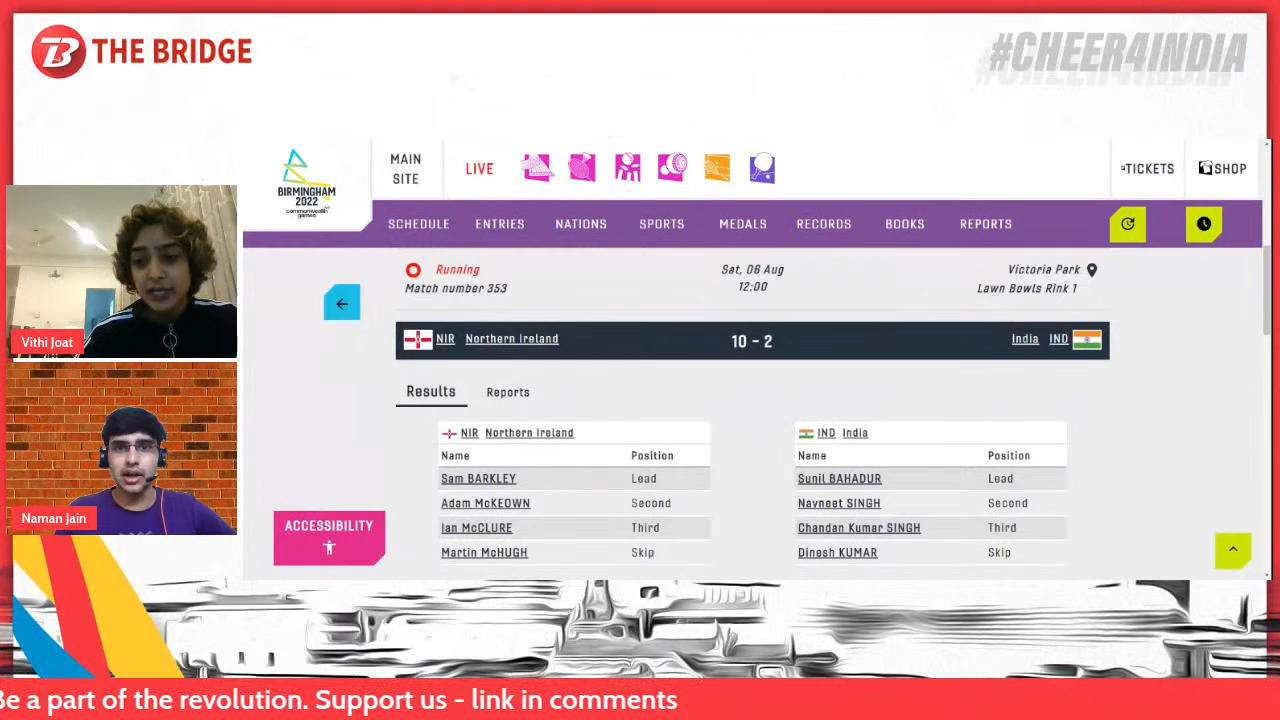 THE BRIDGE
#CHEER4INDIA
BIRMINGHAM
2022
commonwealth
games
MAIN
SITE
LIVE
TICKETS
SHOP
SCHEDULE ENTRIES NATIONS SPORTS MEDALS RECORDS BOOKS REPORTS
Running
Match number 353
Sat, 06 Aug
12:00
Victoria Park
Lawn Bowls Rink 1
NIR Northern Ireland 10 - 2 India IND
Results Reports
NIR Northern Ireland
Name Position
Sam BARKLEY Lead
Adam McKEOWN Second
Ian McCLURE Third
Martin McHUGH Skip
IND India
Name Position
Sunil BAHADUR Lead
Navneet SINGH Second
Chandan Kumar SINGH Third
Dinesh KUMAR Skip
ACCESSIBILITY
Vithi Joat
Naman Jain
Be a part of the revolution. Support us - link in comments